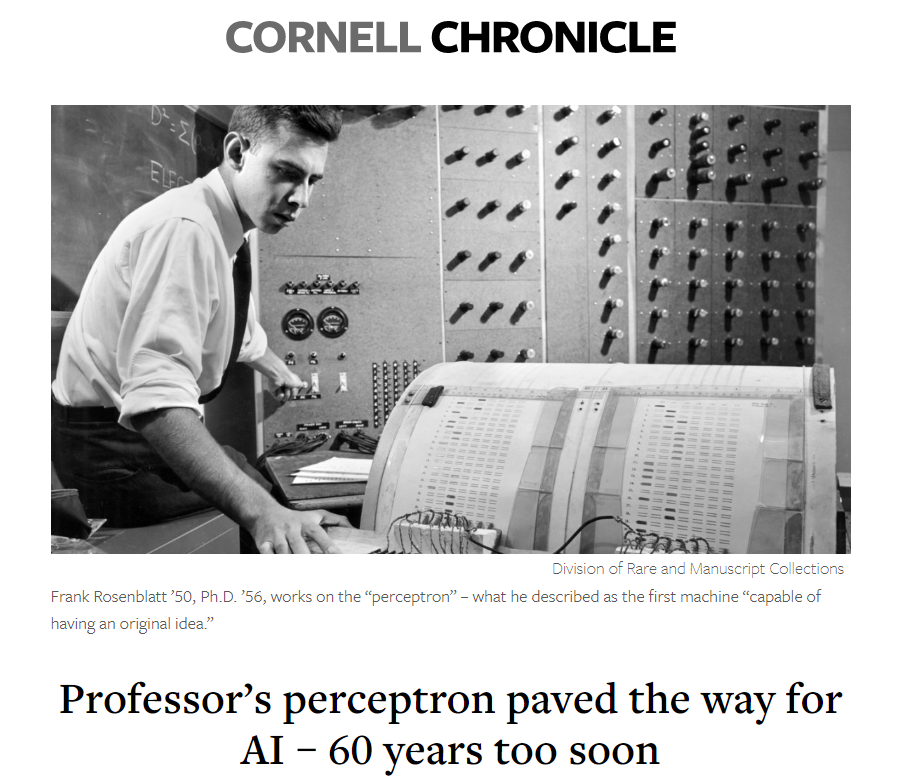 CORNELL CHRONICLE
D²=Σ
ELEC
Division of Rare and Manuscript Collections
Frank Rosenblatt ’50, Ph.D. ’56, works on the “perceptron” – what he described as the first machine “capable of
having an original idea.”
Professor’s perceptron paved the way for
AI – 60 years too soon